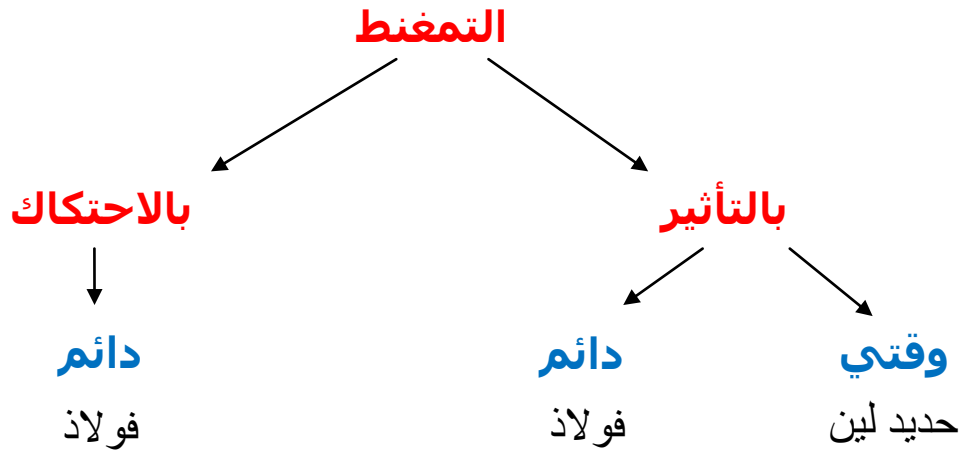 التمغنط
بالتأثير
بالاحتكاك
وقتي
دائم
دائم
حديد لين
فولاذ
فولاذ